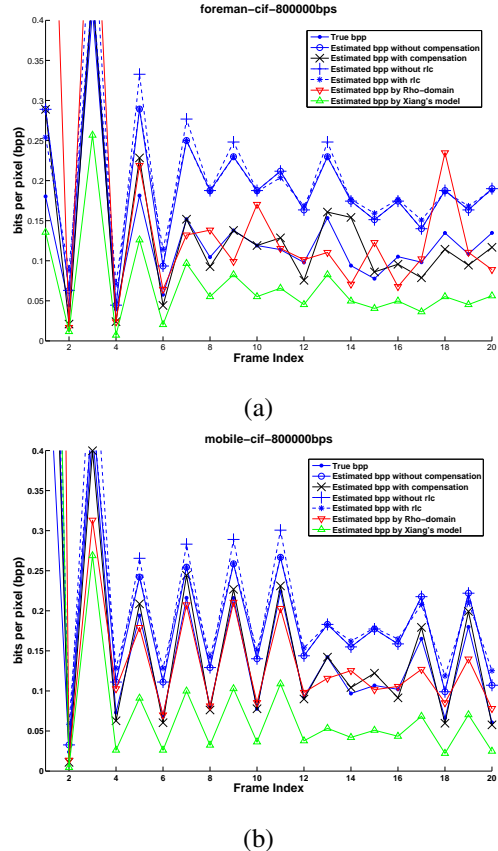 foreman-cif-800000bps
0.4
0.35
0.3
0.25
0.2
0.15
0.1
0.05
0
bits per pixel (bpp)
True bpp
Estimated bpp without compensation
Estimated bpp with compensation
Estimated bpp without rlc
Estimated bpp with rlc
Estimated bpp by Rho-domain
Estimated bpp by Xiang's model
2 4 6 8 10 12 14 16 18 20
Frame Index
(a)
mobile-cif-800000bps
0.4
0.35
0.3
0.25
0.2
0.15
0.1
0.05
0
bits per pixel (bpp)
True bpp
Estimated bpp without compensation
Estimated bpp with compensation
Estimated bpp without rlc
Estimated bpp with rlc
Estimated bpp by Rho-domain
Estimated bpp by Xiang's model
2 4 6 8 10 12 14 16 18 20
Frame Index
(b)